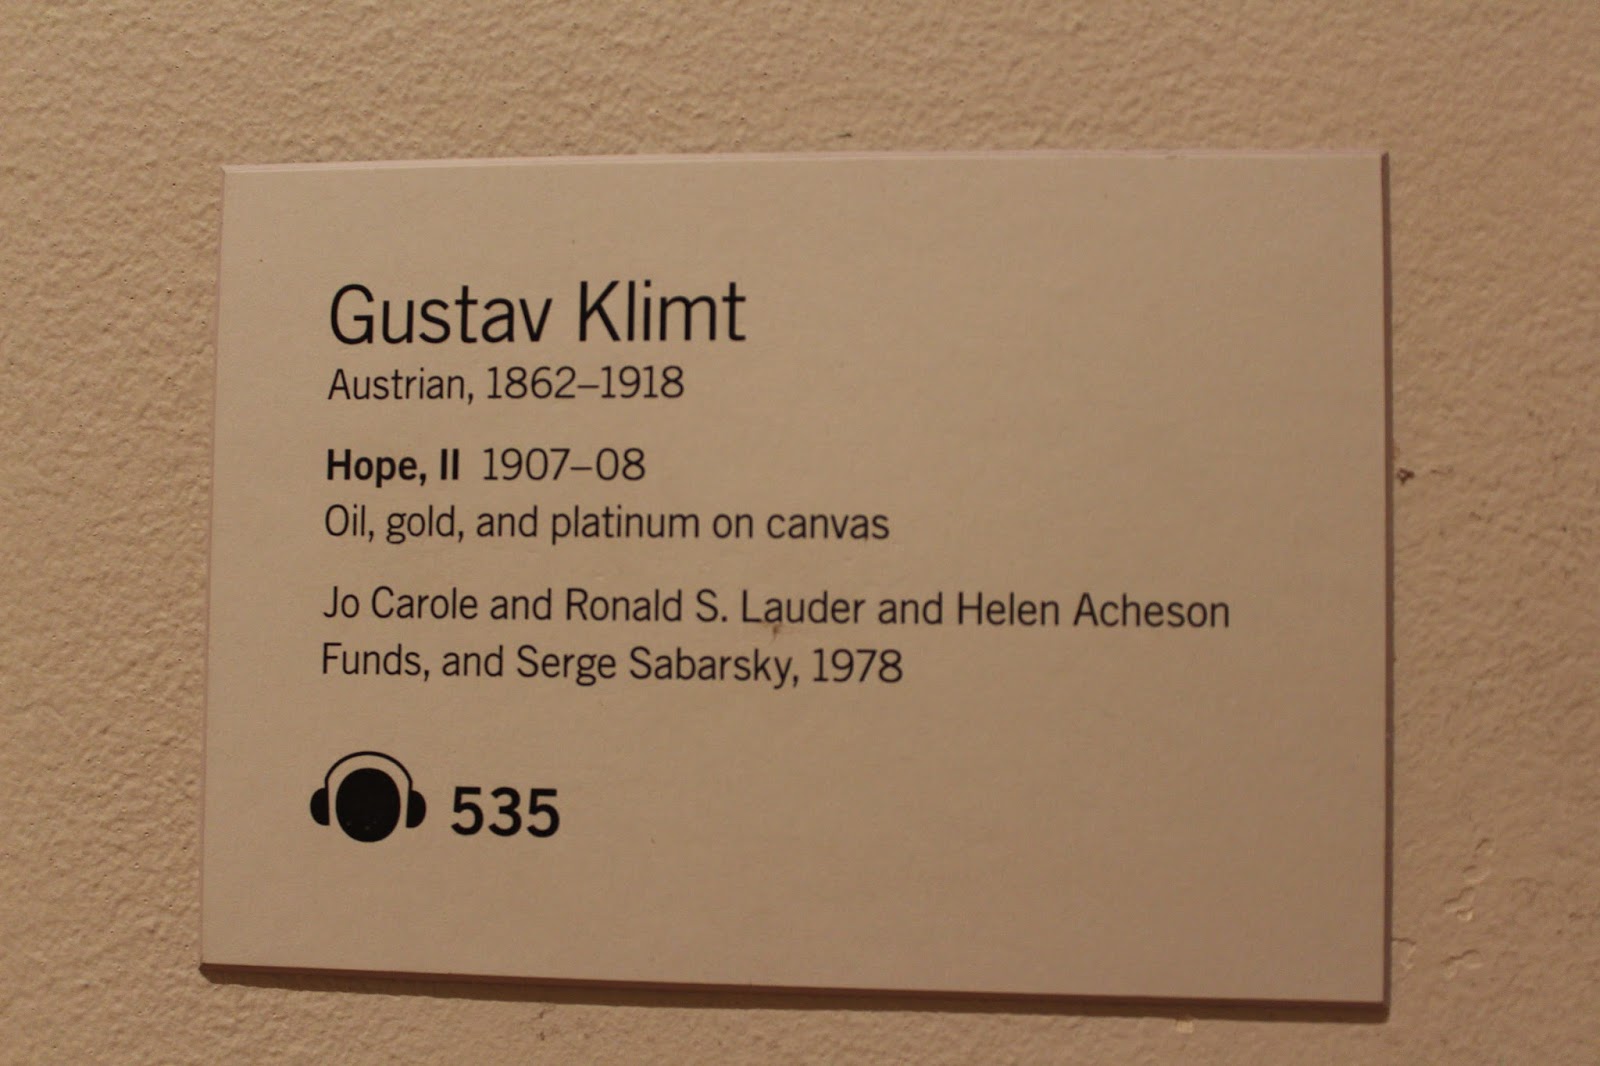 Gustav Klimt
Austrian, 1862–1918
Hope, II 1907–08
Oil, gold, and platinum on canvas
Jo Carole and Ronald S. Lauder and Helen Acheson
Funds, and Serge Sabarsky, 1978
535